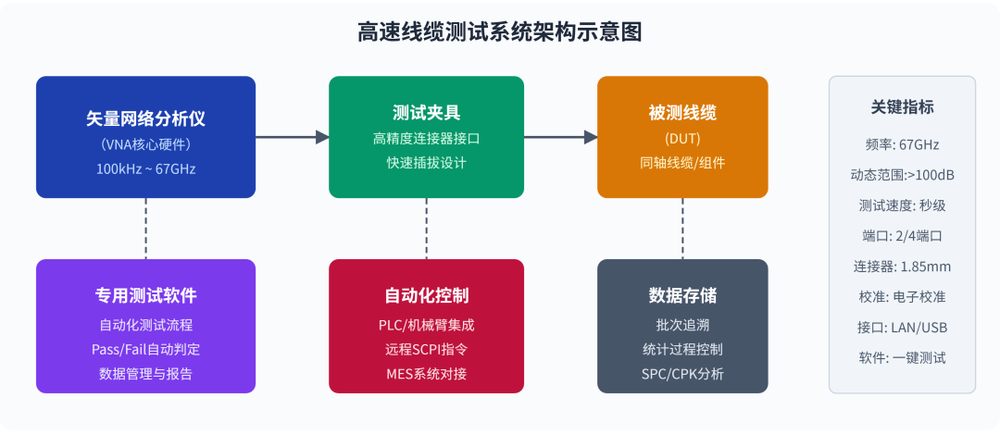 高速线缆测试系统架构示意图
矢量网络分析仪
（VNA核心硬件）
100kHz ~ 67GHz
测试夹具
高精度连接器接口
快速插拔设计
被测线缆
(DUT)
同轴线缆/组件
专用测试软件
自动化测试流程
Pass/Fail自动判定
数据管理与报告
自动化控制
PLC/机械臂集成
远程SCPI指令
MES系统对接
数据存储
批次追溯
统计过程控制
SPC/CPK分析
关键指标
频率: 67GHz
动态范围:>100dB
测试速度: 秒级
端口: 2/4端口
连接器: 1.85mm
校准: 电子校准
接口: LAN/USB
软件: 一键测试